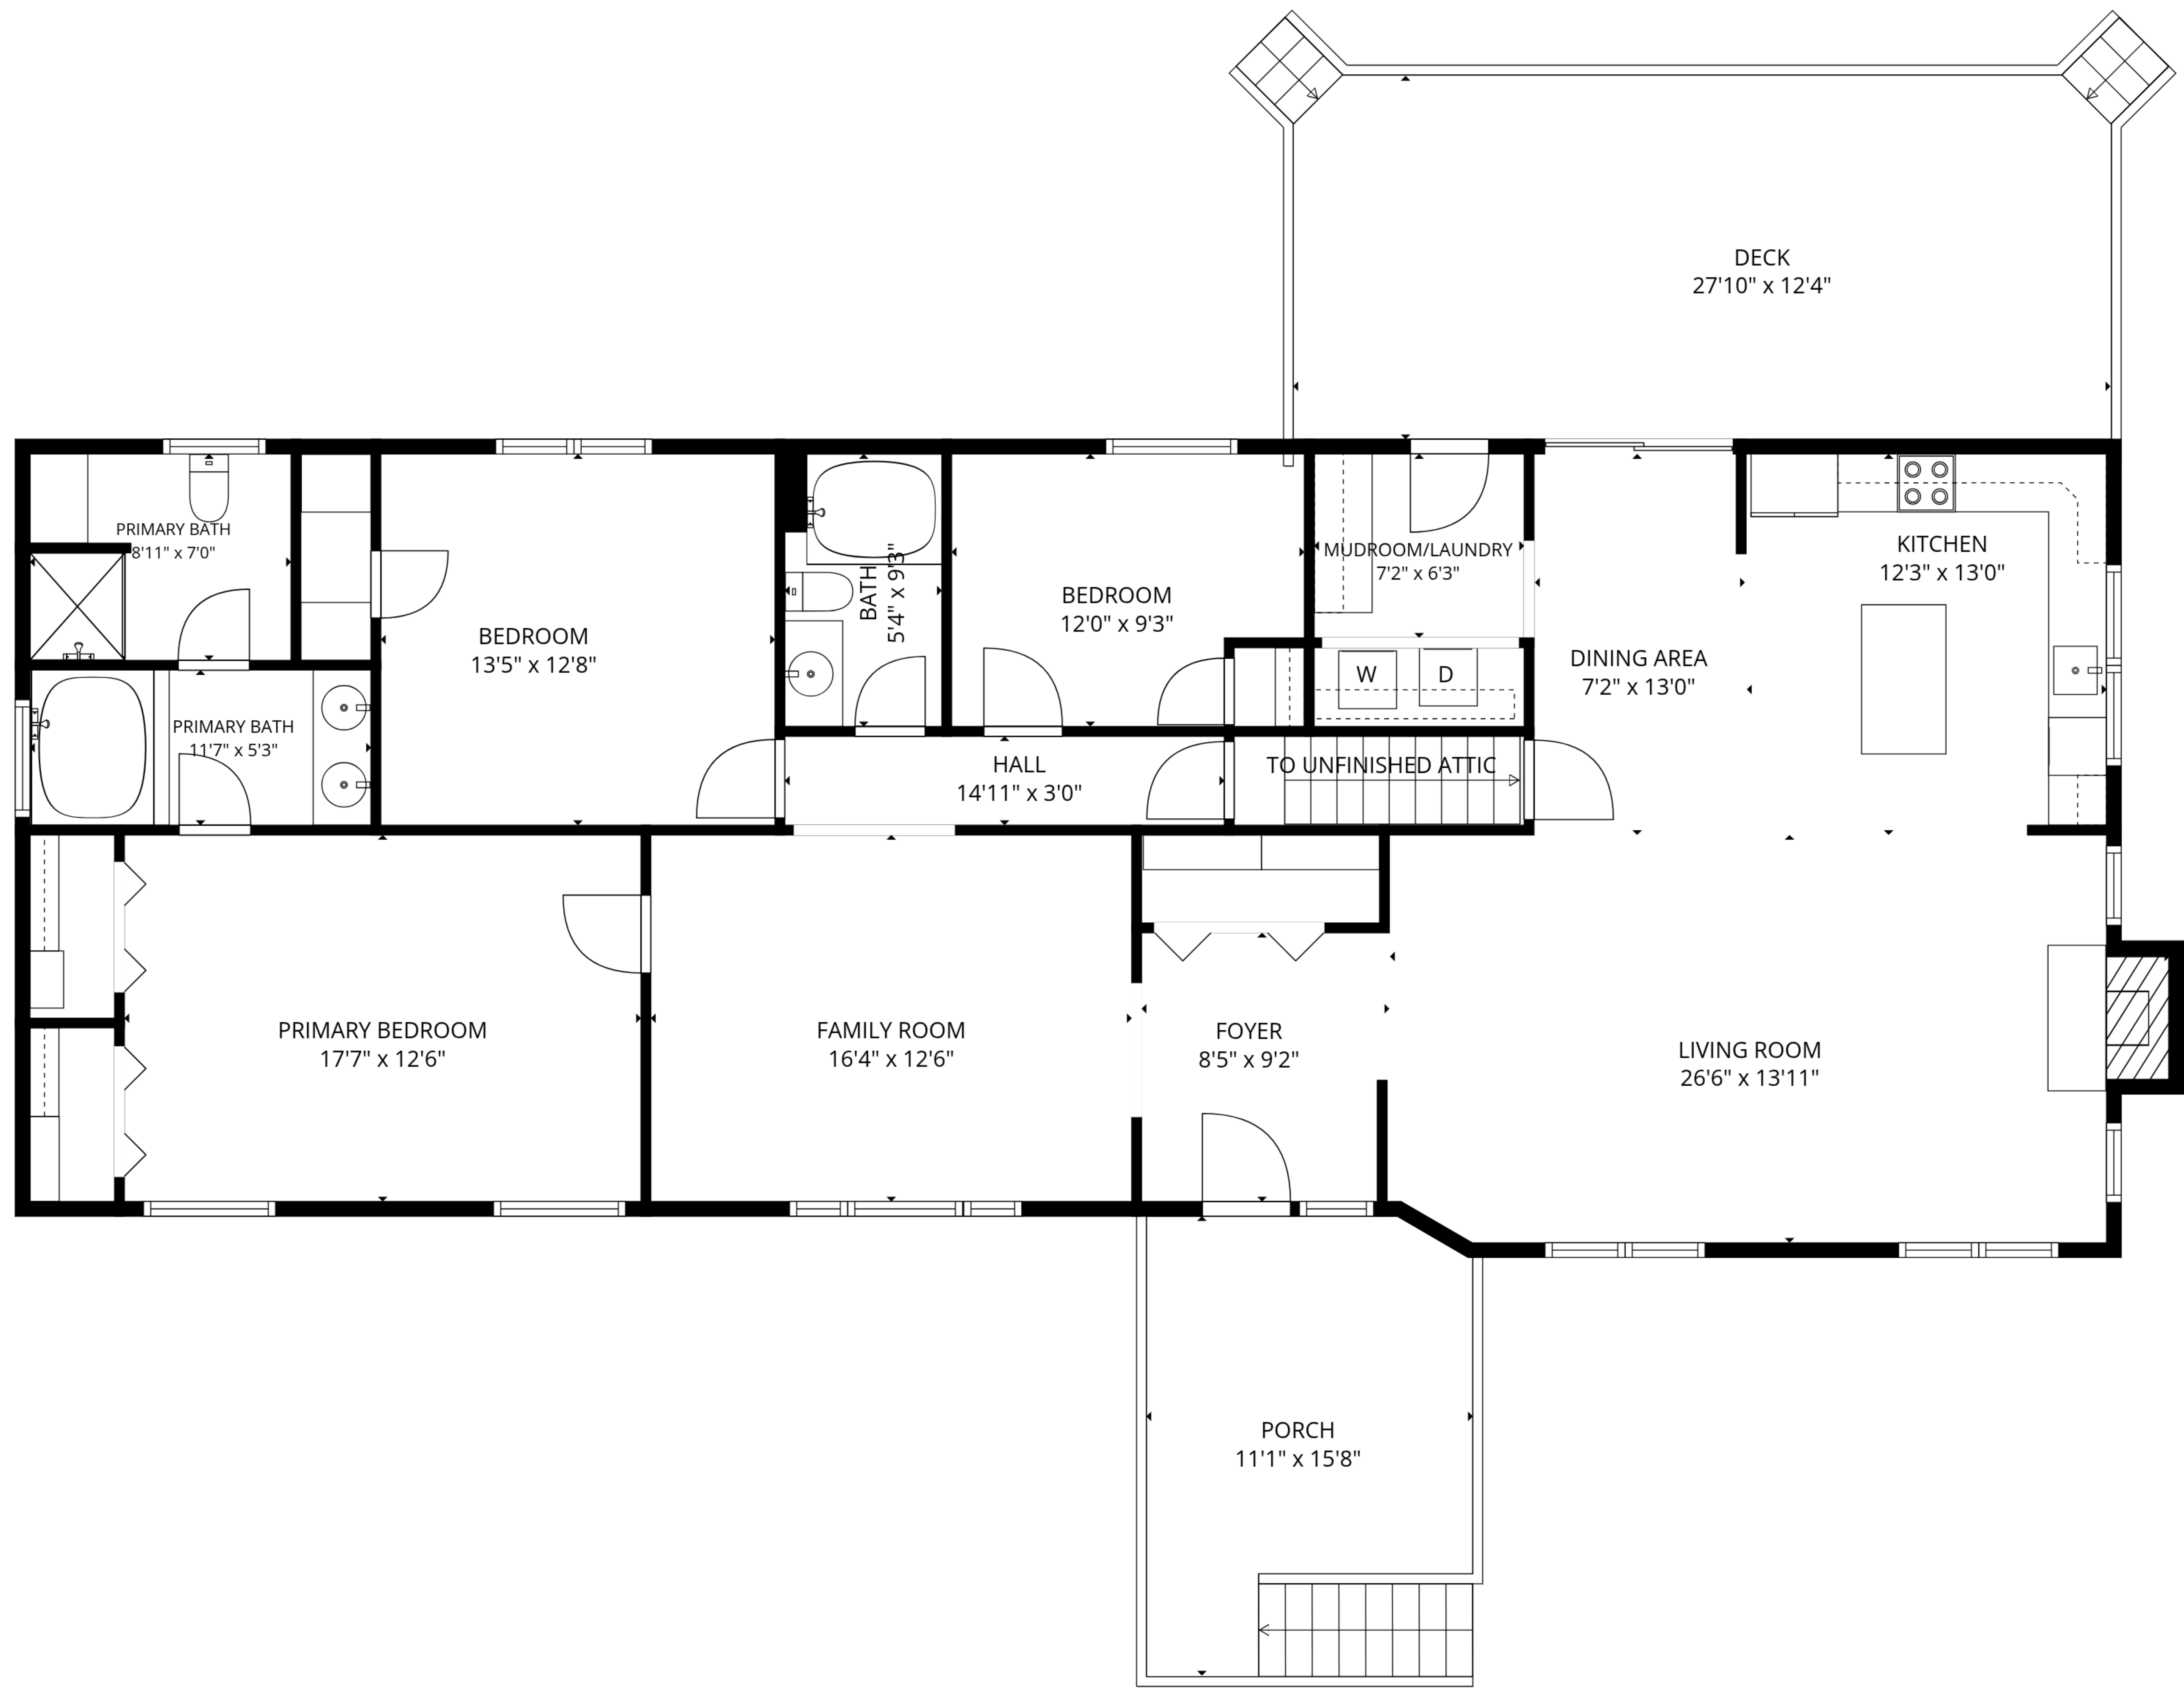 DECK
27'10" x 12'4"
PRIMARY BATH
8'11" x 7'0"
BEDROOM
13'5" x 12'8"
BATH
5'4" x 9'3"
BEDROOM
12'0" x 9'3"
MUDROOM/LAUNDRY
7'2" x 6'3"
W
D
DINING AREA
7'2" x 13'0"
KITCHEN
12'3" x 13'0"
PRIMARY BATH
11'7" x 5'3"
HALL
14'11" x 3'0"
TO UNFINISHED ATTIC
PRIMARY BEDROOM
17'7" x 12'6"
FAMILY ROOM
16'4" x 12'6"
FOYER
8'5" x 9'2"
LIVING ROOM
26'6" x 13'11"
PORCH
11'1" x 15'8"